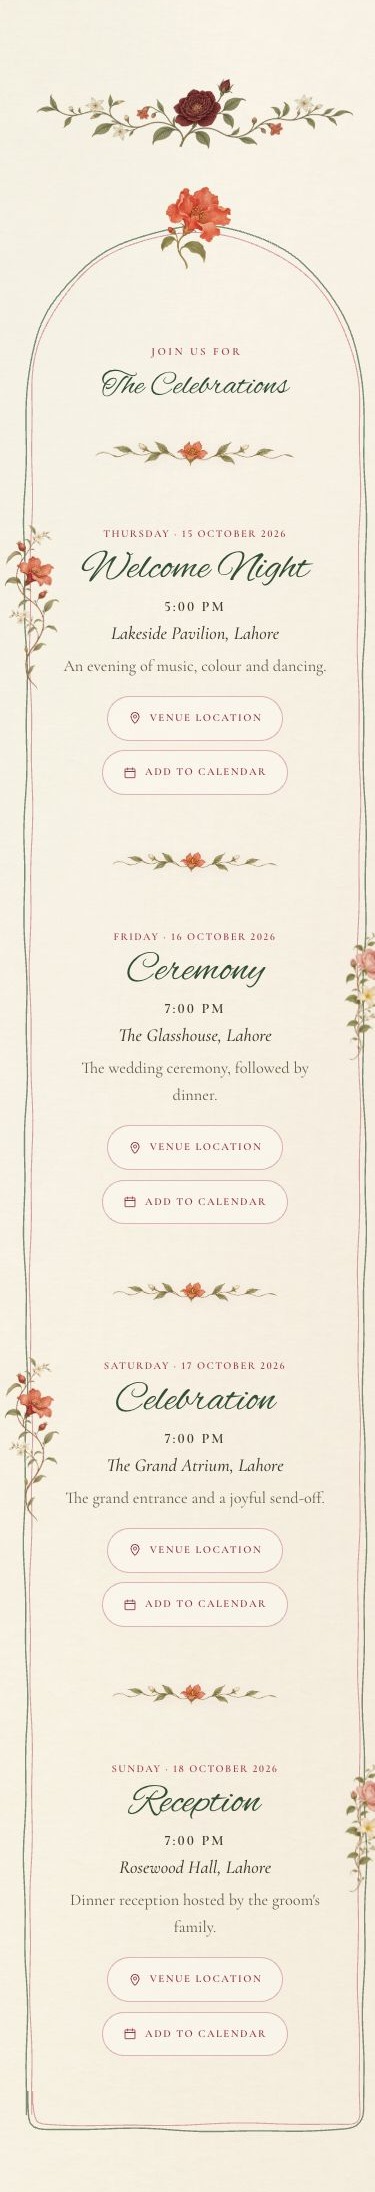 JOIN US FOR
The Celebrations
THURSDAY · 15 OCTOBER 2026
Welcome Night
5:00 PM
Lakeside Pavilion, Lahore
An evening of music, colour and dancing.
VENUE LOCATION
ADD TO CALENDAR
FRIDAY · 16 OCTOBER 2026
Ceremony
7:00 PM
The Glasshouse, Lahore
The wedding ceremony, followed by
dinner.
VENUE LOCATION
ADD TO CALENDAR
SATURDAY · 17 OCTOBER 2026
Celebration
7:00 PM
The Grand Atrium, Lahore
The grand entrance and a joyful send-off.
VENUE LOCATION
ADD TO CALENDAR
SUNDAY · 18 OCTOBER 2026
Reception
7:00 PM
Rosewood Hall, Lahore
Dinner reception hosted by the groom's
family.
VENUE LOCATION
ADD TO CALENDAR